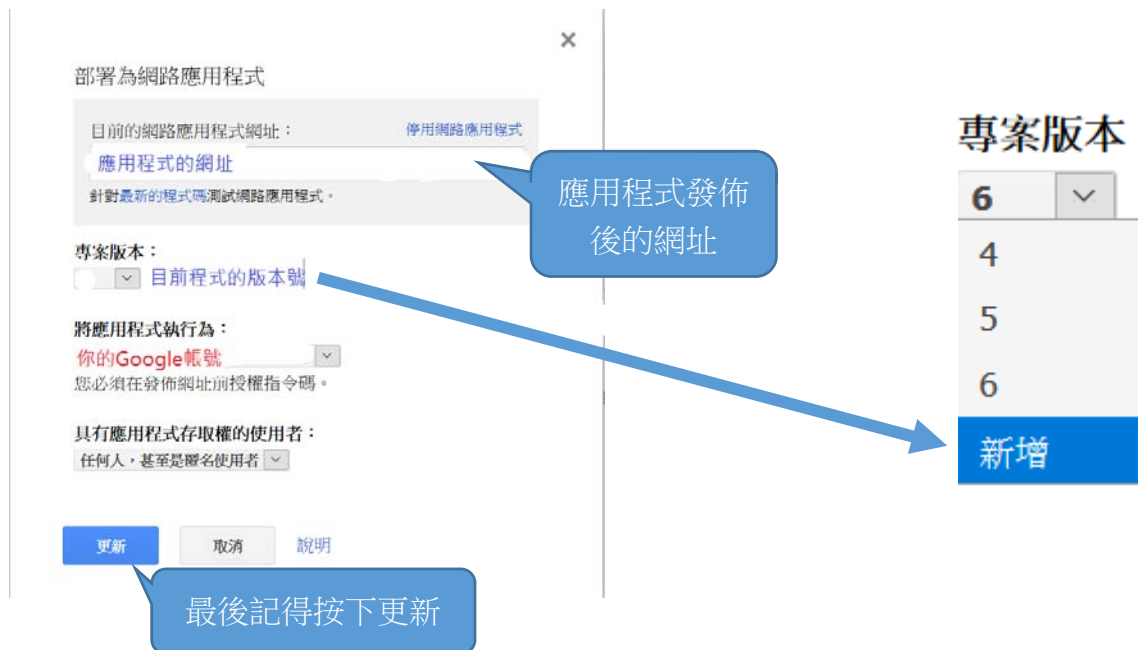 部署為網路應用程式
目前的網路應用程式網址：
停用網路應用程式
應用程式的網址
針對最新的程式碼測試網路應用程式。
應用程式發佈
後的網址
專案版本：
目前程式的版本號
將應用程式執行為：
你的Google帳號
您必須在發佈網址前授權指令碼。
具有應用程式存取權的使用者：
任何人，甚至是匿名使用者
更新
取消
說明
最後記得按下更新
專案版本
6
4
5
6
新增